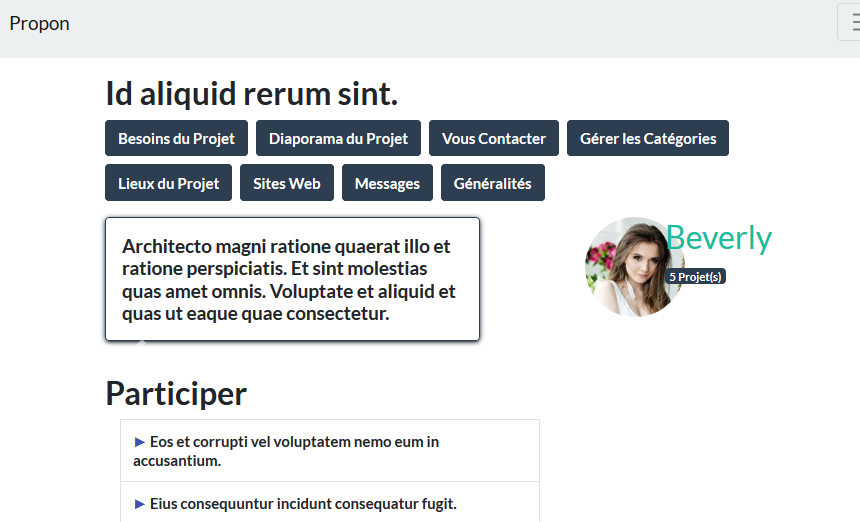 Propon
Id aliquid rerum sint.
Besoins du Projet
Diaporama du Projet
Vous Contacter
Gérer les Catégories
Lieux du Projet
Sites Web
Messages
Généralités
Architecto magni ratione quaerat illo et
ratione perspiciatis. Et sint molestias
quas amet omnis. Voluptate et aliquid et
quas ut eaque quae consectetur.
Beverly
5 Projet(s)
Participer
► Eos et corrupti vel voluptatem nemo eum in
accusantium.
► Eius consequuntur incidunt consequatur fugit.